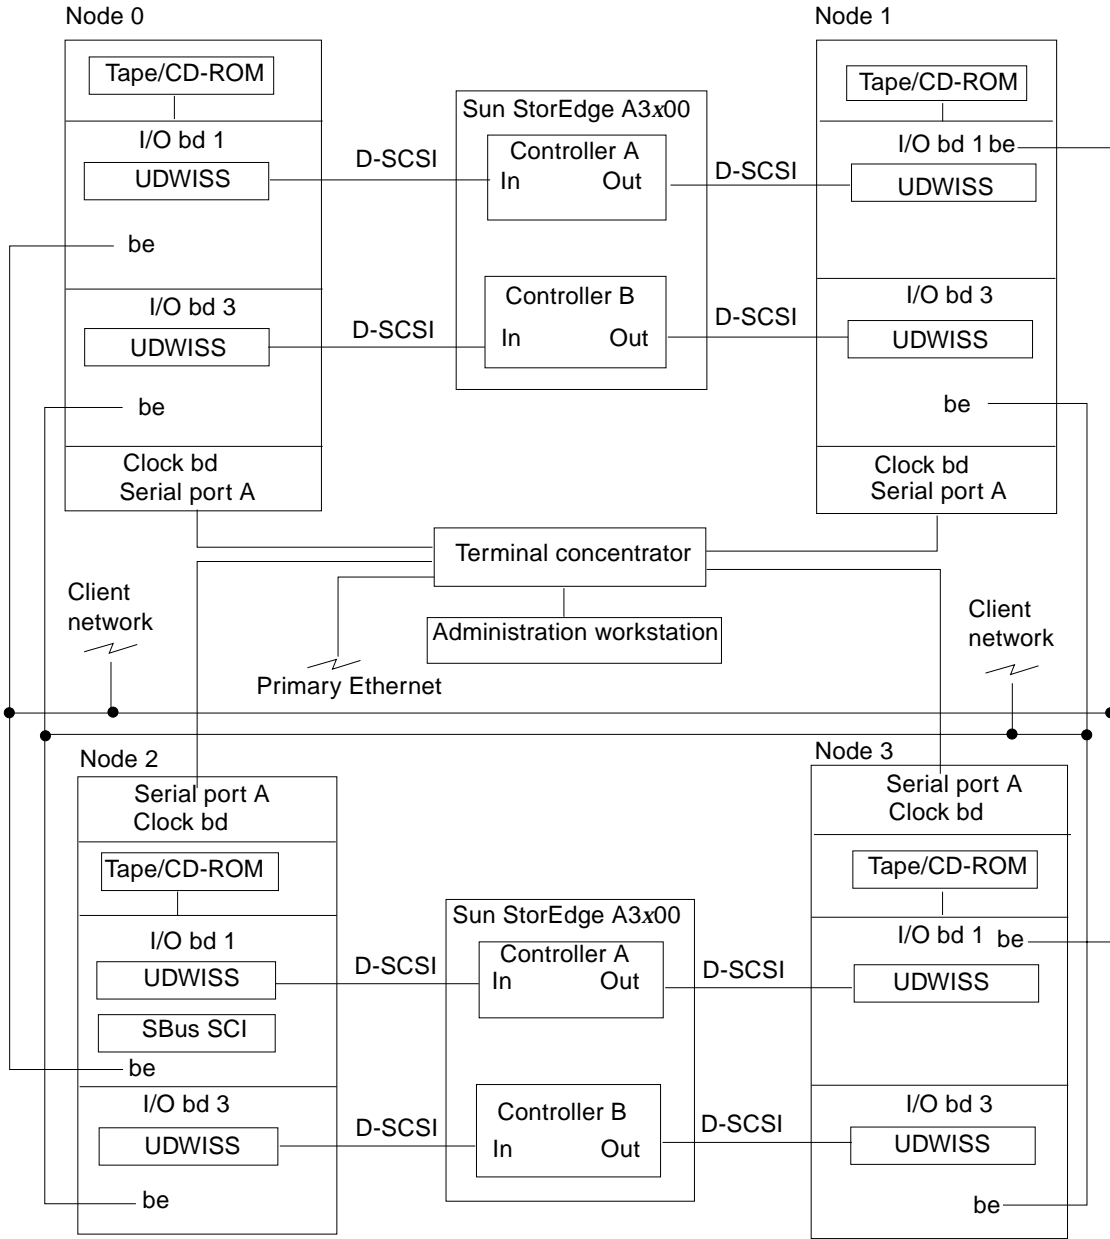 Node 0
Node 1
Tape/CD-ROM
I/O bd 1
UDWISS
be
I/O bd 3
UDWISS
be
Clock bd
Serial port A
D-SCSI
D-SCSI
Sun StorEdge A3x00
Controller A
In Out
Controller B
In Out
D-SCSI
D-SCSI
Tape/CD-ROM
I/O bd 1 be
UDWISS
I/O bd 3
UDWISS
be
Clock bd
Serial port A
Terminal concentrator
Administration workstation
Client
network
Primary Ethernet
Client
network
Node 2
Node 3
Serial port A
Clock bd
Tape/CD-ROM
I/O bd 1
UDWISS
SBus SCI
be
I/O bd 3
UDWISS
be
D-SCSI
D-SCSI
Sun StorEdge A3x00
Controller A
In Out
Controller B
In Out
D-SCSI
D-SCSI
Serial port A
Clock bd
Tape/CD-ROM
I/O bd 1 be
UDWISS
I/O bd 3
UDWISS
be